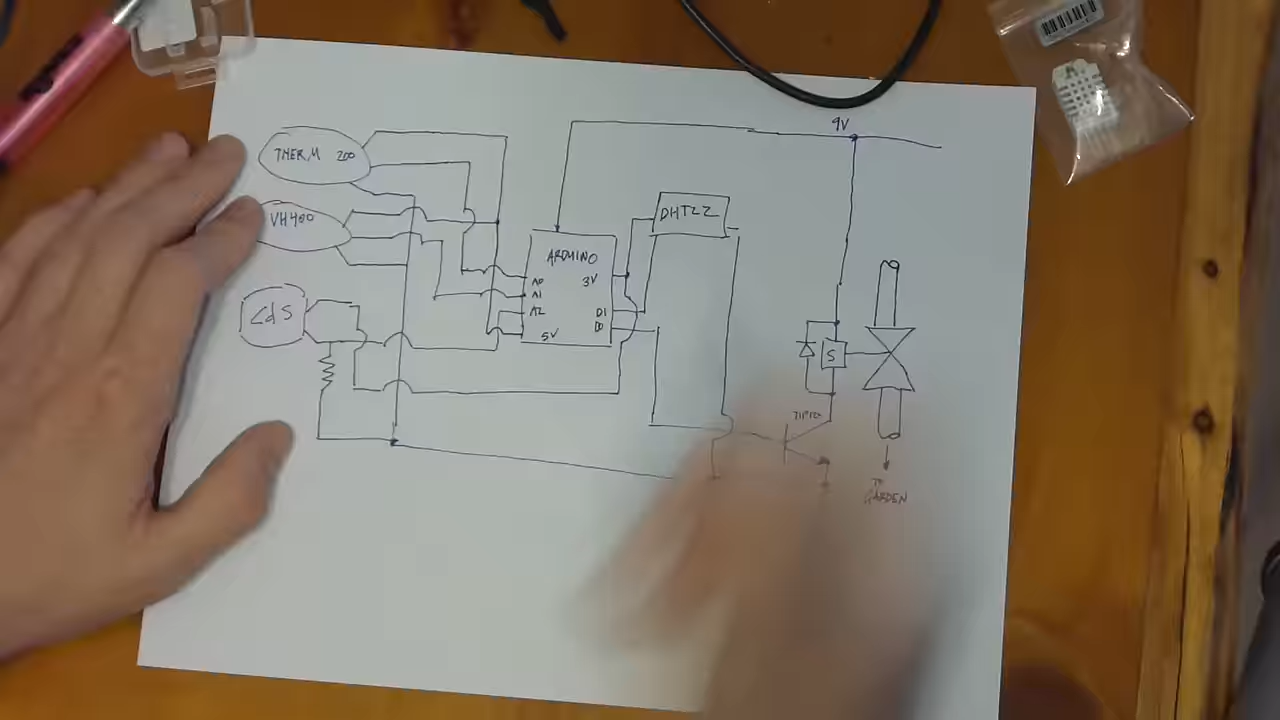 THERM 200
9V
VH400
DHT22
ARDUINO
A0
3V
A1
A2
D1
D0
5V
CdS
S
TIP120
TO
GARDEN